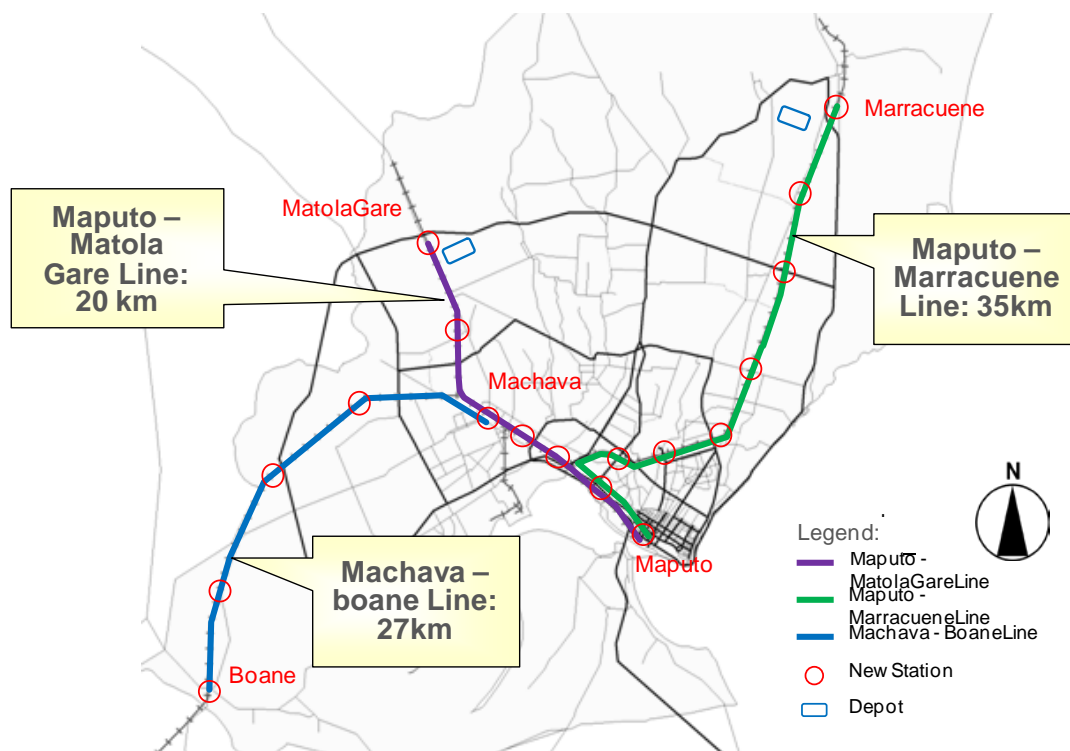 Marracuene
MatolaGare
Maputo –
Matola
Gare Line:
20 km
Maputo –
Marracuene
Line: 35km
Machava
N
Legend:
Maputo -
MatolaGareLine
Maputo -
MarracueneLine
Machava - BoaneLine
New Station
Depot
Maputo
Machava –
boane Line:
27km
Boane